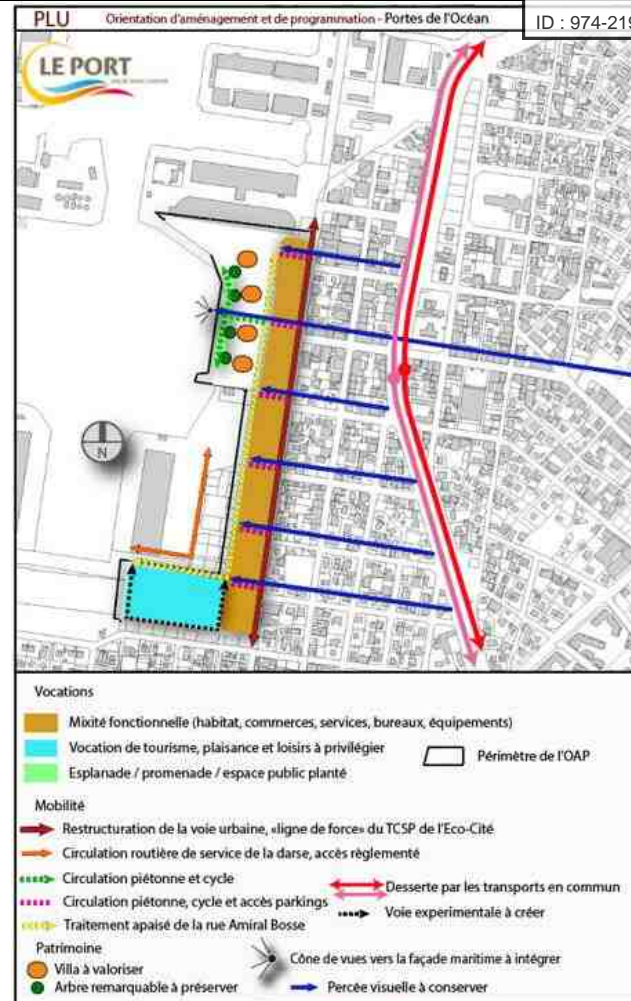 PLU Orientation d'aménagement et de programmation - Portes de l'Océan
ID : 974-219
LE PORT
N
Vocations
Mixité fonctionnelle (habitat, commerces, services, bureaux, équipements)
Vocation de tourisme, plaisance et loisirs à privilégier
Périmètre de l'OAP
Esplanade / promenade / espace public planté
Mobilité
Restructuration de la voie urbaine, «ligne de force» du TCSP de l'Eco-Cité
Circulation routière de service de la darse, accès règlementé
Circulation piétonne et cycle
Desserte par les transports en commun
Circulation piétonne, cycle et accès parkings
Voie experimentale à créer
Traitement apaisé de la rue Amiral Bosse
Patrimoine
Cône de vues vers la façade maritime à intégrer
Villa à valoriser
Arbre remarquable à préserver
Percée visuelle à conserver